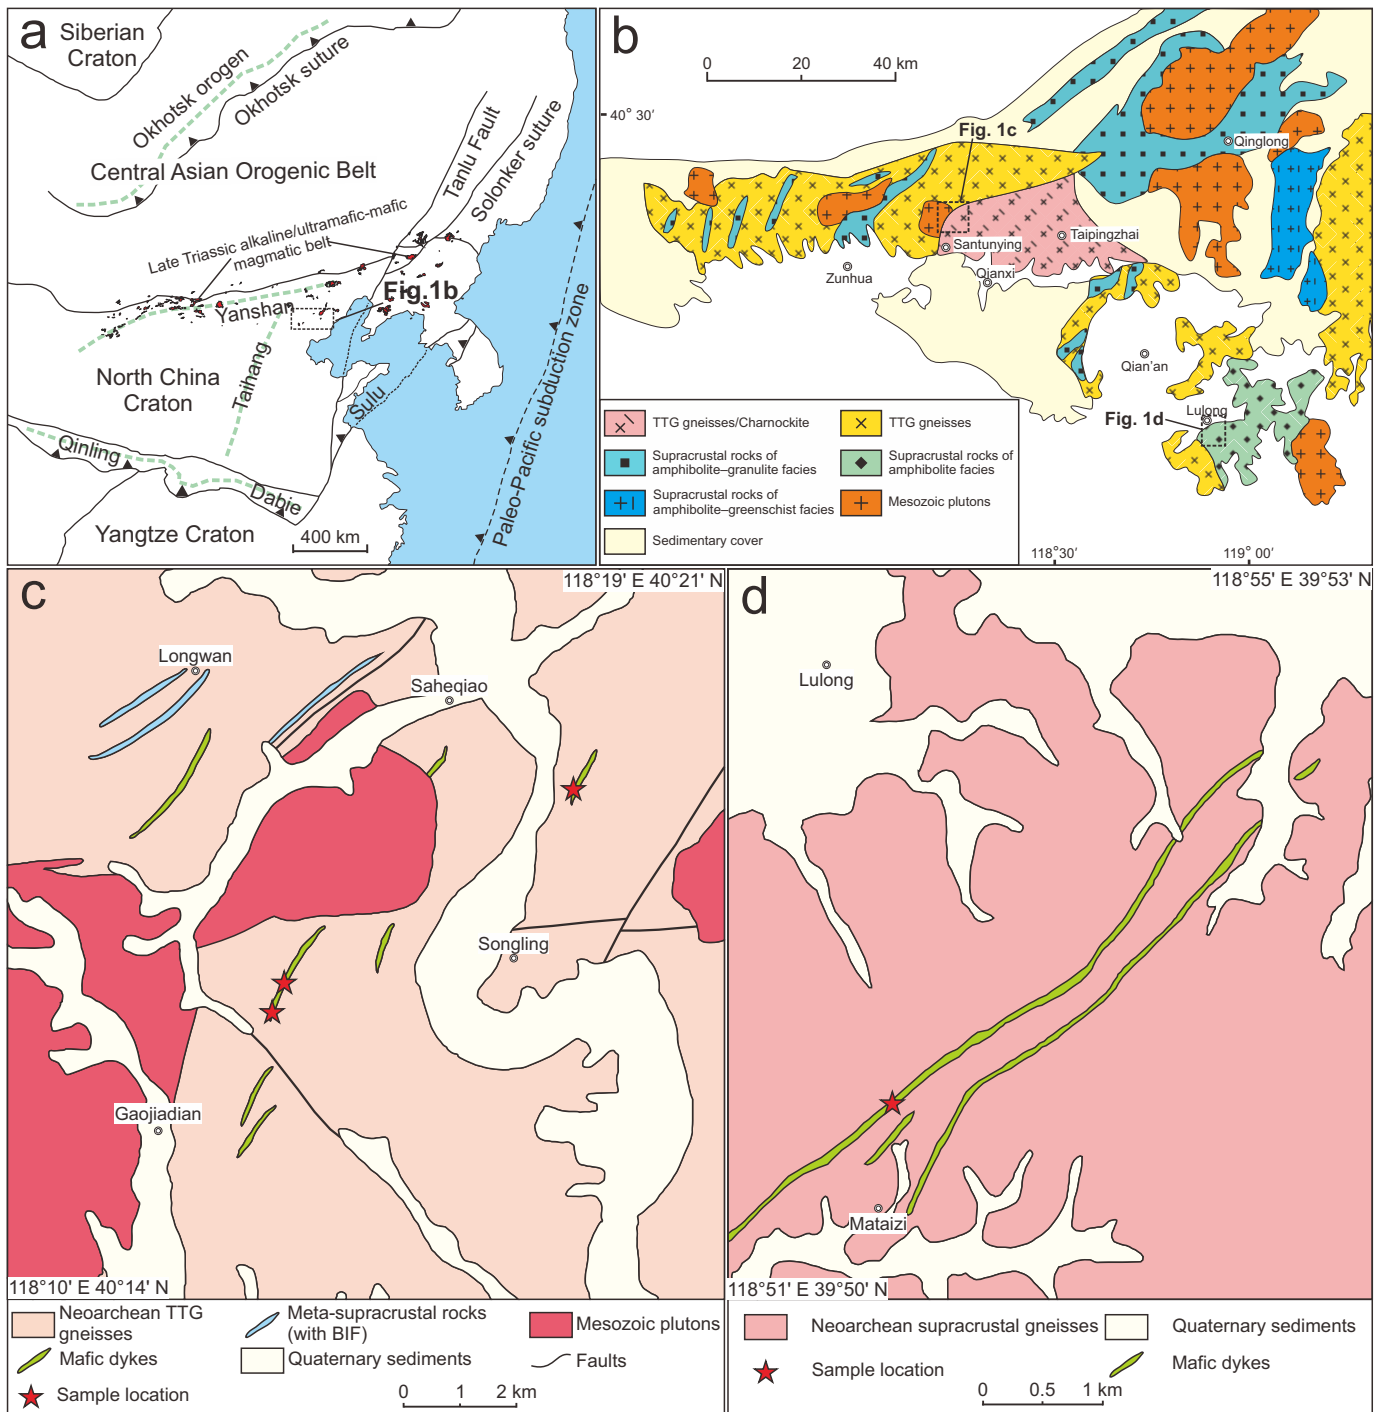 a
Siberian
Craton
Okhotsk orogen
Okhotsk suture
Central Asian Orogenic Belt
Tanlu Fault
Solonker suture
Late Triassic alkaline/ultramafic-mafic
magmatic belt
Fig.1b
Yanshan
Taihang
North China
Craton
Sulu
Qinling
Dabie
Yangtze Craton
400 km
Paleo-Pacific subduction zone
b
0 20 40 km
40° 30′
Fig. 1c
Qinglong
Santunying
Taipingzhai
Zunhua
Qianxi
Qian'an
Lulong
Fig. 1d
TTG gneisses/Charnockite
TTG gneisses
Supracrustal rocks of
amphibolite–granulite facies
Supracrustal rocks of
amphibolite facies
Supracrustal rocks of
amphibolite–greenschist facies
Mesozoic plutons
Sedimentary cover
118°30′ 119° 00′
c
118°19' E 40°21' N
Longwan
Saheqiao
Songling
Gaojiadian
118°10' E 40°14' N
Neoarchean TTG
gneisses
Meta-supracrustal rocks
(with BIF)
Mesozoic plutons
Mafic dykes
Quaternary sediments
Faults
Sample location
0 1 2 km
d
118°55' E 39°53' N
Lulong
Mataizi
118°51' E 39°50' N
Neoarchean supracrustal gneisses
Quaternary sediments
Sample location
Mafic dykes
0 0.5 1 km